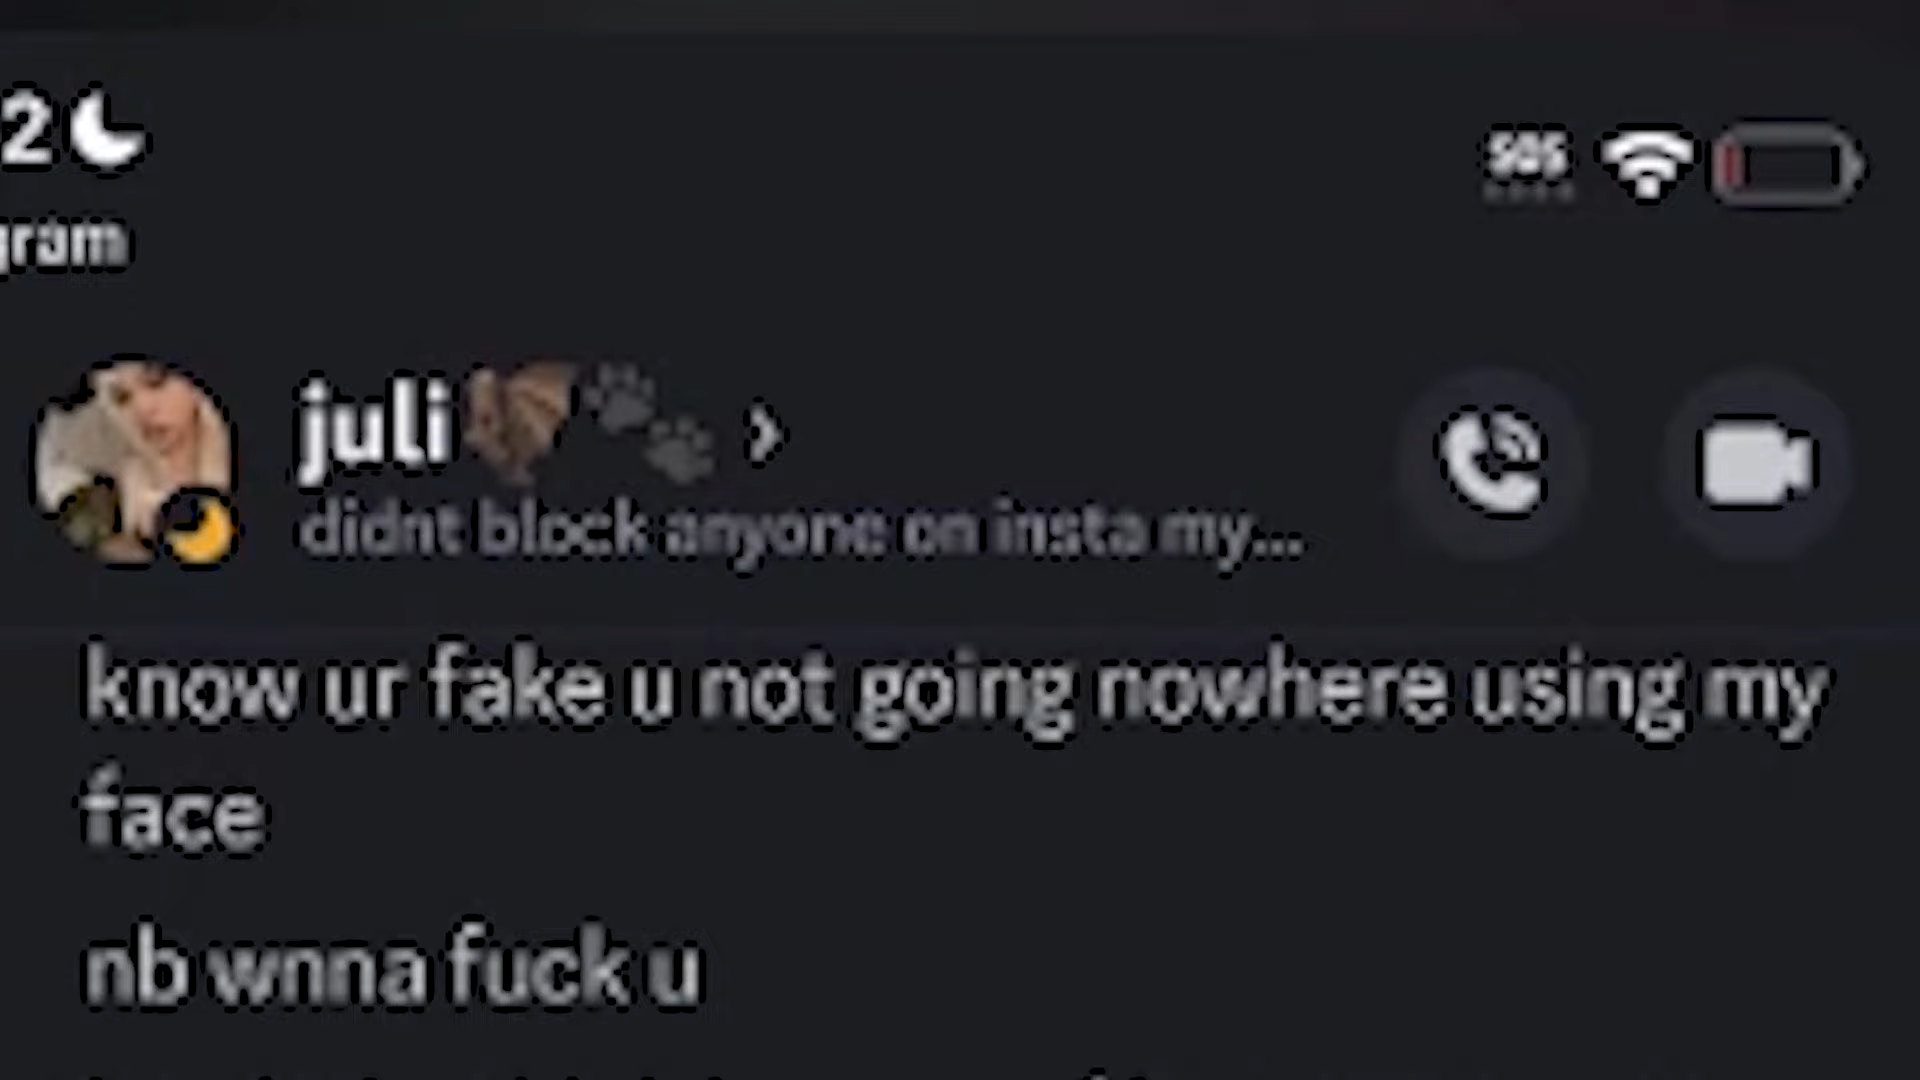 2
SOS
gram
juli
didnt block anyone on insta my...
know ur fake u not going nowhere using my
face
nb wnna fuck u